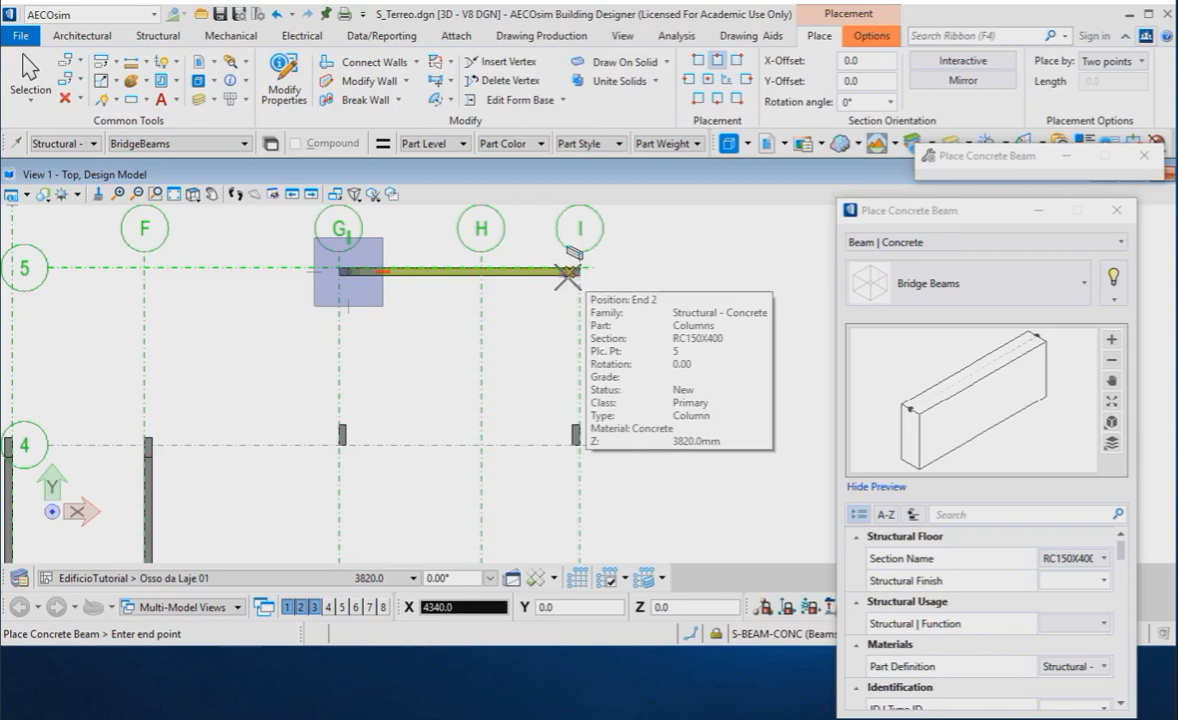 AECOsim
S_Terreo.dgn [3D - V8 DGN] - AECOsim Building Designer (Licensed For Academic Use Only)
Placement
File
Architectural
Structural
Mechanical
Electrical
Data/Reporting
Attach
Drawing Production
View
Analysis
Drawing Aids
Place
Options
Search Ribbon (F4)
Sign in
Selection
Modify
Properties
Connect Walls
Modify Wall
Break Wall
Insert Vertex
Delete Vertex
Edit Form Base
Draw On Solid
Unite Solids
X-Offset: 0.0
Y-Offset: 0.0
Rotation angle: 0°
Interactive
Mirror
Place by: Two points
Length 0.0
Common Tools
Modify
Placement
Section Orientation
Placement Options
Structural -
BridgeBeams
Compound
Part Level
Part Color
Part Style
Part Weight
Place Concrete Beam
View 1 - Top, Design Model
F
G
H
I
5
4
Y
X
Position: End 2
Family: Structural - Concrete
Part: Columns
Section: RC150X400
Plc. Pt: 5
Rotation: 0.00
Grade:
Status: New
Class: Primary
Type: Column
Material: Concrete
Z: 3820.0mm
Place Concrete Beam
Beam | Concrete
Bridge Beams
Hide Preview
A-Z
Search
Structural Floor
Section Name RC150X40(
Structural Finish
Structural Usage
Structural | Function
Materials
Part Definition Structural -
Identification
EdificioTutorial > Osso da Laje 01
3820.0
0.00°
Multi-Model Views
1 2 3 4 5 6 7 8
X 4340.0
Y 0.0
Z 0.0
Place Concrete Beam > Enter end point
S-BEAM-CONC (Beams